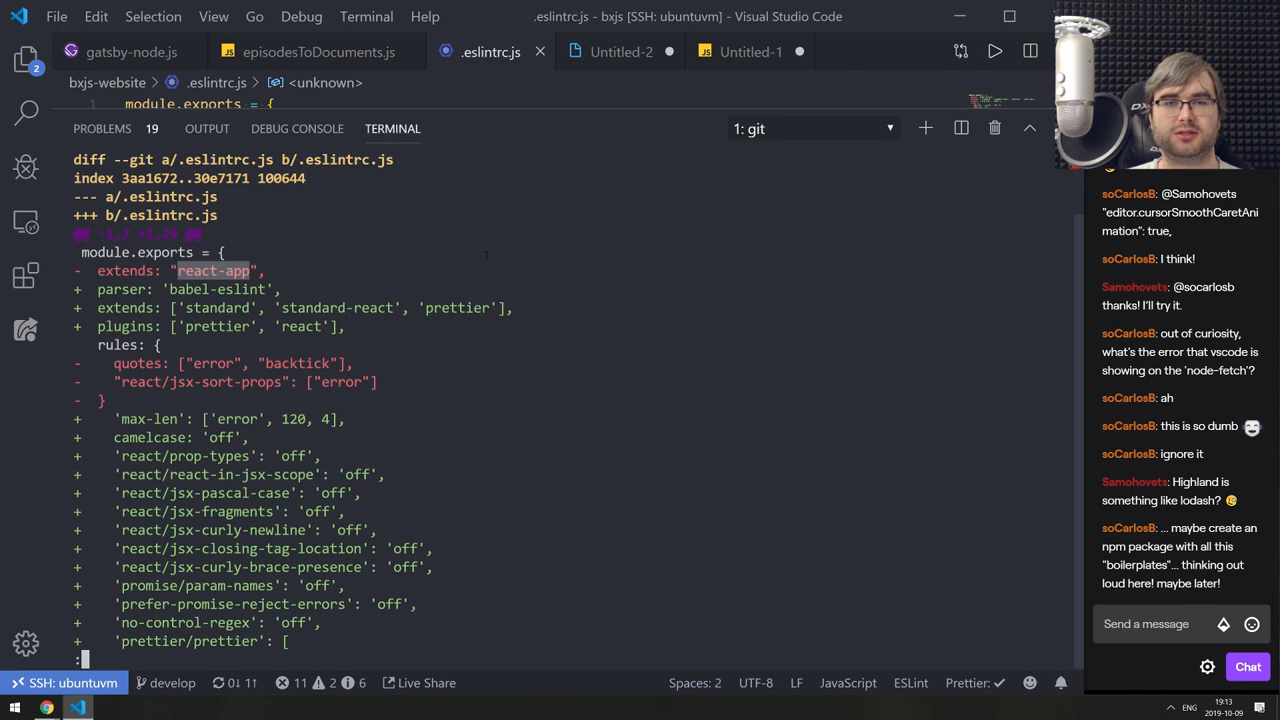 File Edit Selection View Go Debug Terminal Help
.eslintrc.js - bxjs [SSH: ubuntuvm] - Visual Studio Code
gatsby-node.js episodesToDocuments.js .eslintrc.js Untitled-2 Untitled-1
2
bxjs-website .eslintrc.js <unknown>
1 module.exports = {
PROBLEMS 19 OUTPUT DEBUG CONSOLE TERMINAL 1: git
diff --git a/.eslintrc.js b/.eslintrc.js
index 3aa1672..30e7171 100644
--- a/.eslintrc.js
+++ b/.eslintrc.js
@@ -1,7 +1,29 @@
module.exports = {
- extends: "react-app",
+ parser: 'babel-eslint',
+ extends: ['standard', 'standard-react', 'prettier'],
+ plugins: ['prettier', 'react'],
rules: {
- quotes: ["error", "backtick"],
- "react/jsx-sort-props": ["error"]
- }
+ 'max-len': ['error', 120, 4],
+ camelcase: 'off',
+ 'react/prop-types': 'off',
+ 'react/react-in-jsx-scope': 'off',
+ 'react/jsx-pascal-case': 'off',
+ 'react/jsx-fragments': 'off',
+ 'react/jsx-curly-newline': 'off',
+ 'react/jsx-closing-tag-location': 'off',
+ 'react/jsx-curly-brace-presence': 'off',
+ 'promise/param-names': 'off',
+ 'prefer-promise-reject-errors': 'off',
+ 'no-control-regex': 'off',
+ 'prettier/prettier': [
:
SSH: ubuntuvm develop 0↓ 1↑ 11 2 6 Live Share Spaces: 2 UTF-8 LF JavaScript ESLint Prettier: ✓
soCarlosB: @Samohovets
"editor.cursorSmoothCaretAni
mation": true,
soCarlosB: I think!
Samohovets: @socarlosb
thanks! I'll try it.
soCarlosB: out of curiosity,
what's the error that vscode is
showing on the 'node-fetch'?
soCarlosB: ah
soCarlosB: this is so dumb
soCarlosB: ignore it
Samohovets: Highland is
something like lodash?
soCarlosB: ... maybe create an
npm package with all this
"boilerplates"... thinking out
loud here! maybe later!
Send a message
Chat
ENG
19:13
2019-10-09